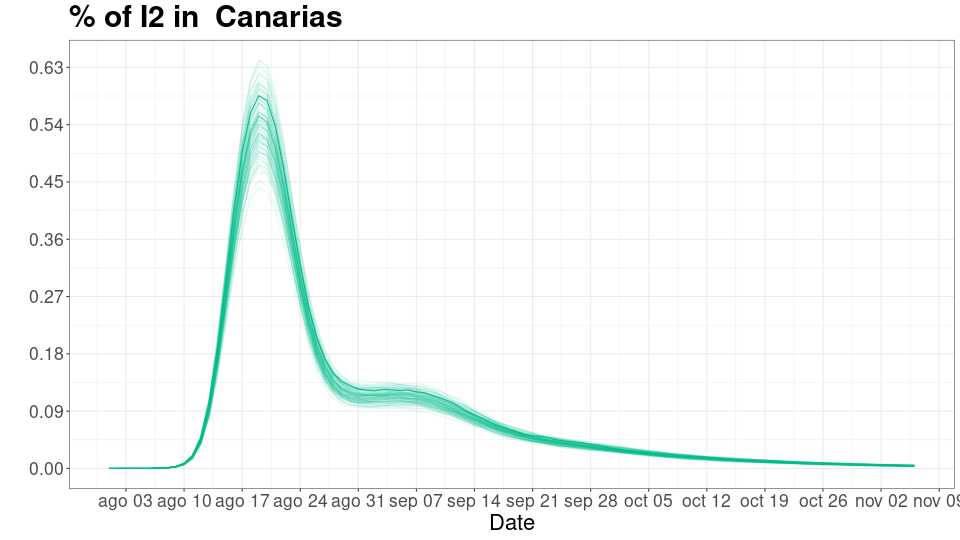 % of I2 in  Canarias
0.63
0.54
0.45
0.36
0.27
0.18
0.09
0.00
ago 03 ago 10 ago 17 ago 24 ago 31 sep 07 sep 14 sep 21 sep 28 oct 05 oct 12 oct 19 oct 26 nov 02 nov 09
Date